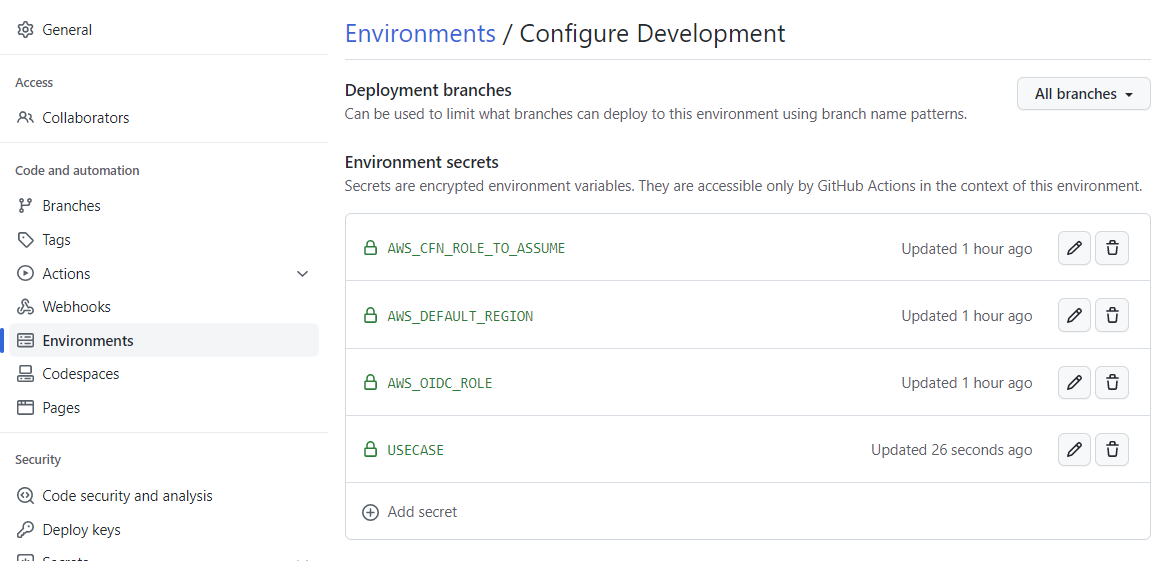 General
Access
Collaborators
Code and automation
Branches
Tags
Actions
Webhooks
Environments
Codespaces
Pages
Security
Code security and analysis
Deploy keys
Secrets
Environments / Configure Development
Deployment branches
All branches
Can be used to limit what branches can deploy to this environment using branch name patterns.
Environment secrets
Secrets are encrypted environment variables. They are accessible only by GitHub Actions in the context of this environment.
AWS_CFN_ROLE_TO_ASSUME Updated 1 hour ago
AWS_DEFAULT_REGION Updated 1 hour ago
AWS_OIDC_ROLE Updated 1 hour ago
USECASE Updated 26 seconds ago
Add secret